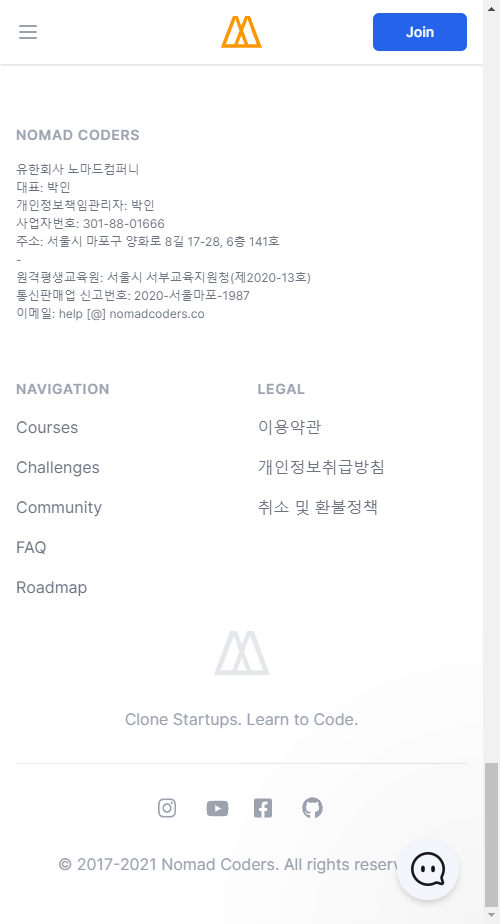 Join
NOMAD CODERS
유한회사 노마드컴퍼니
대표: 박인
개인정보책임관리자: 박인
사업자번호: 301-88-01666
주소: 서울시 마포구 양화로 8길 17-28, 6층 141호
-
원격평생교육원: 서울시 서부교육지원청(제2020-13호)
통신판매업 신고번호: 2020-서울마포-1987
이메일: help [@] nomadcoders.co
NAVIGATION
Courses
Challenges
Community
FAQ
Roadmap
LEGAL
이용약관
개인정보취급방침
취소 및 환불정책
Clone Startups. Learn to Code.
© 2017-2021 Nomad Coders. All rights